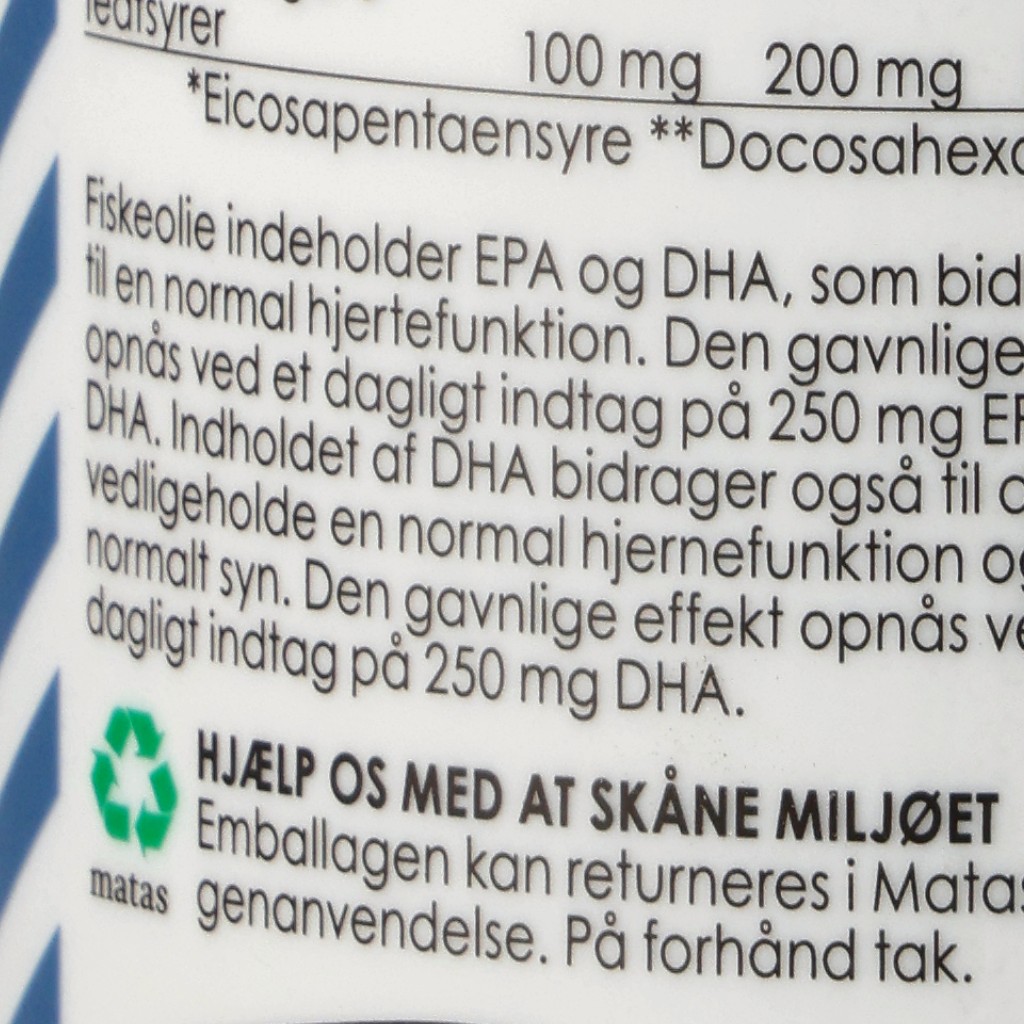 100 mg 200 mg
*Eicosapentaensyre **Docosahexa
Fiskeolie indeholder EPA og DHA, som bid
til en normal hjertefunktion. Den gavnlige
opnås ved et dagligt indtag på 250 mg
DHA. Indholdet af DHA bidrager også til
vedligeholde en normal hjernefunktion
normalt syn. Den gavnlige effekt opnås
dagligt indtag på 250 mg DHA.
HJÆLP OS MED AT SKÅNE MILJØET
Emballagen kan returneres i Matas
genanvendelse. På forhånd tak.
matas